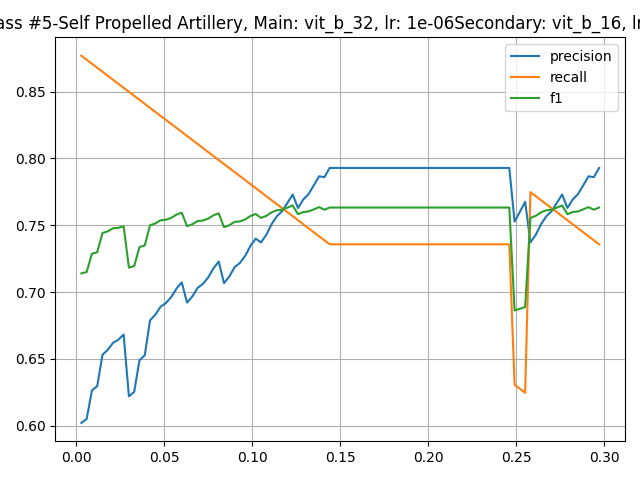 ass #5-Self Propelled Artillery, Main: vit_b_32, lr: 1e-06Secondary: vit_b_16, lr
precision
recall
f1
0.85
0.80
0.75
0.70
0.65
0.60
0.00 0.05 0.10 0.15 0.20 0.25 0.30